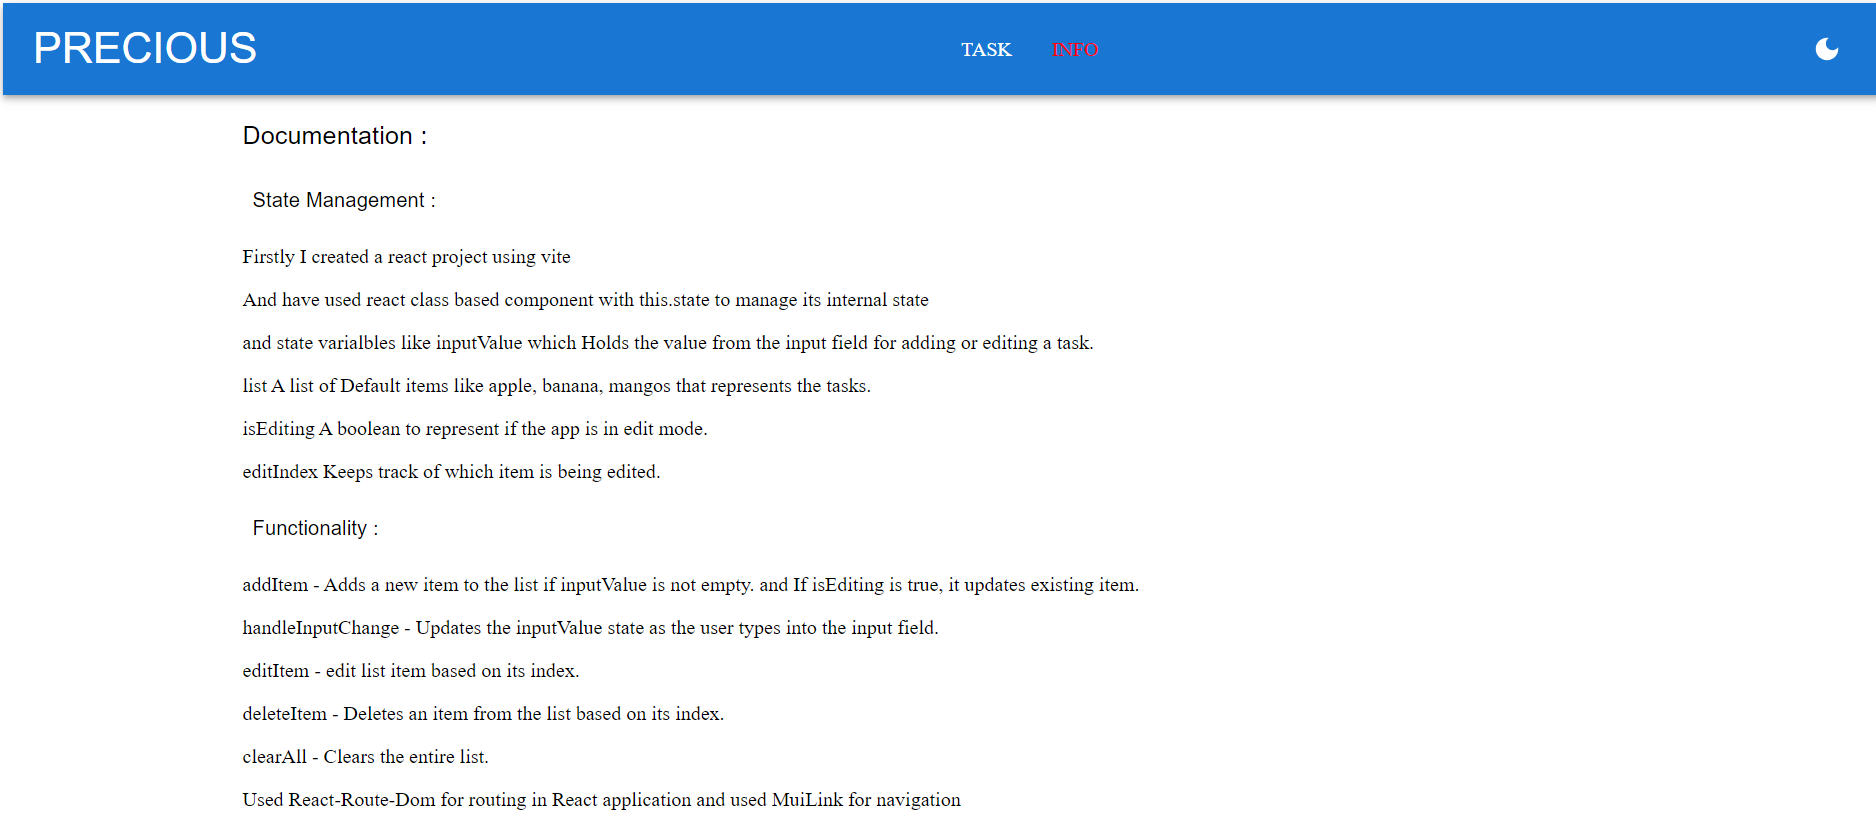 PRECIOUS
TASK INFO
Documentation :
State Management :
Firstly I created a react project using vite
And have used react class based component with this.state to manage its internal state
and state varialbles like inputValue which Holds the value from the input field for adding or editing a task.
list A list of Default items like apple, banana, mangos that represents the tasks.
isEditing A boolean to represent if the app is in edit mode.
editIndex Keeps track of which item is being edited.
Functionality :
addItem - Adds a new item to the list if inputValue is not empty. and If isEditing is true, it updates existing item.
handleInputChange - Updates the inputValue state as the user types into the input field.
editItem - edit list item based on its index.
deleteItem - Deletes an item from the list based on its index.
clearAll - Clears the entire list.
Used React-Route-Dom for routing in React application and used MuiLink for navigation